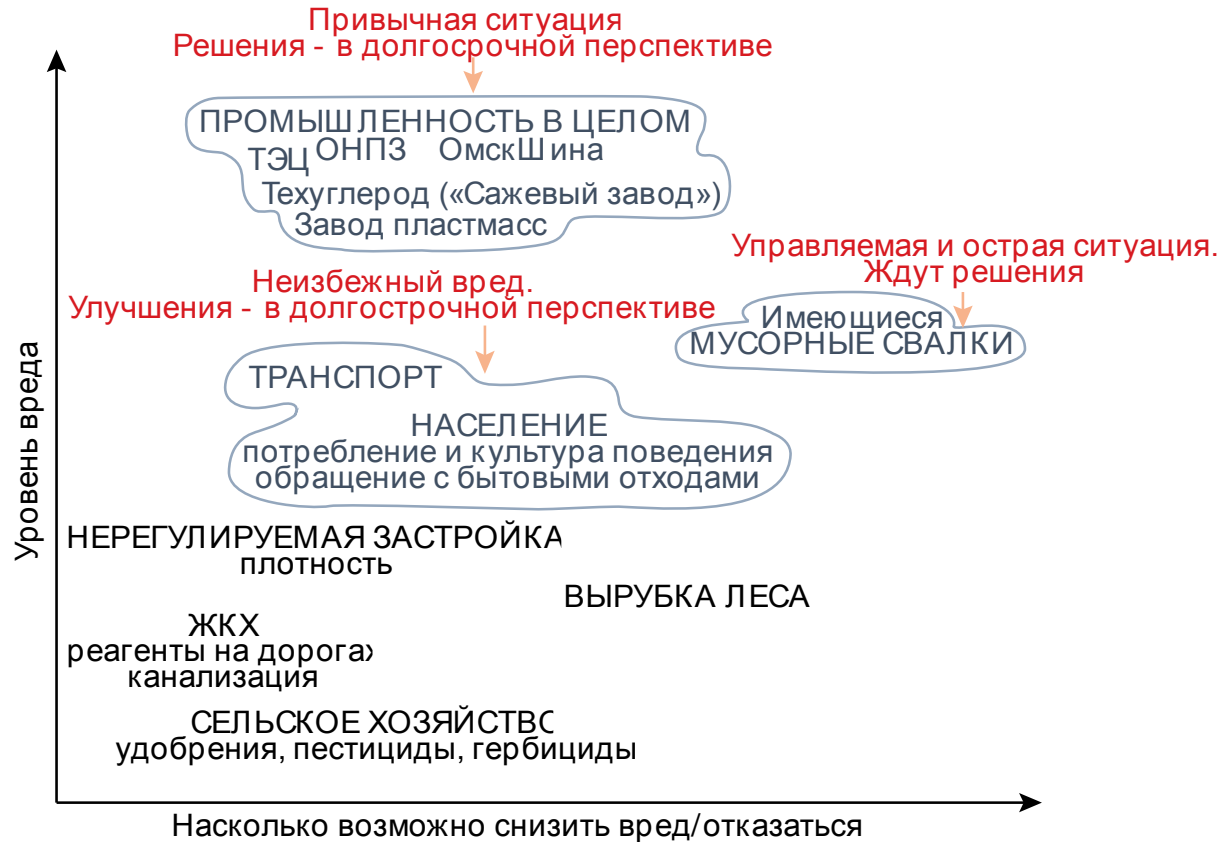 Привычная ситуация
Решения - в долгосрочной перспективе
ПРОМЫШЛЕННОСТЬ В ЦЕЛОМ
ТЭЦ ОНПЗ ОмскШина
Техуглерод («Сажевый завод»)
Завод пластмасс
Управляемая и острая ситуация.
Ждут решения
Неизбежный вред.
Улучшения - в долгострочной перспективе
Имеющиеся
МУСОРНЫЕ СВАЛКИ
ТРАНСПОРТ
НАСЕЛЕНИЕ
потребление и культура поведения
обращение с бытовыми отходами
НЕРЕГУЛИРУЕМАЯ ЗАСТРОЙКА
плотность
ВЫРУБКА ЛЕСА
ЖКХ
реагенты на дорогах
канализация
СЕЛЬСКОЕ ХОЗЯЙСТВО
удобрения, пестициды, гербициды
Уровень вреда
Насколько возможно снизить вред/отказаться